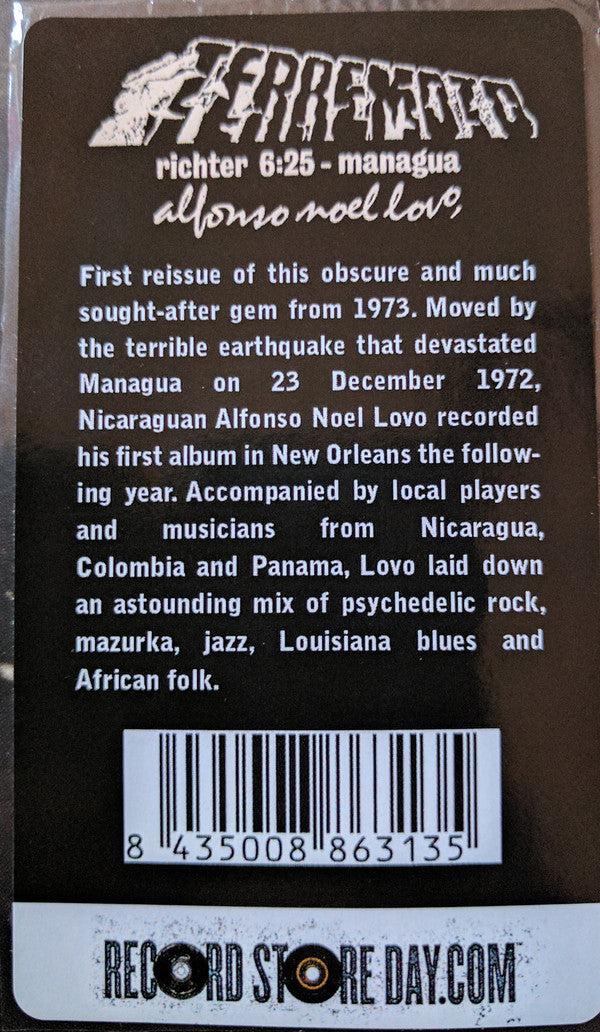 TERREMOTO
richter 6:25 - managua
alfonso noel lovo,
First reissue of this obscure and much
sought-after gem from 1973. Moved by
the terrible earthquake that devastated
Managua on 23 December 1972,
Nicaraguan Alfonso Noel Lovo recorded
his first album in New Orleans the follow-
ing year. Accompanied by local players
and musicians from Nicaragua,
Colombia and Panama, Lovo laid down
an astounding mix of psychedelic rock,
mazurka, jazz, Louisiana blues and
African folk.
8 435008 863135
RECORD STORE DAY.COM